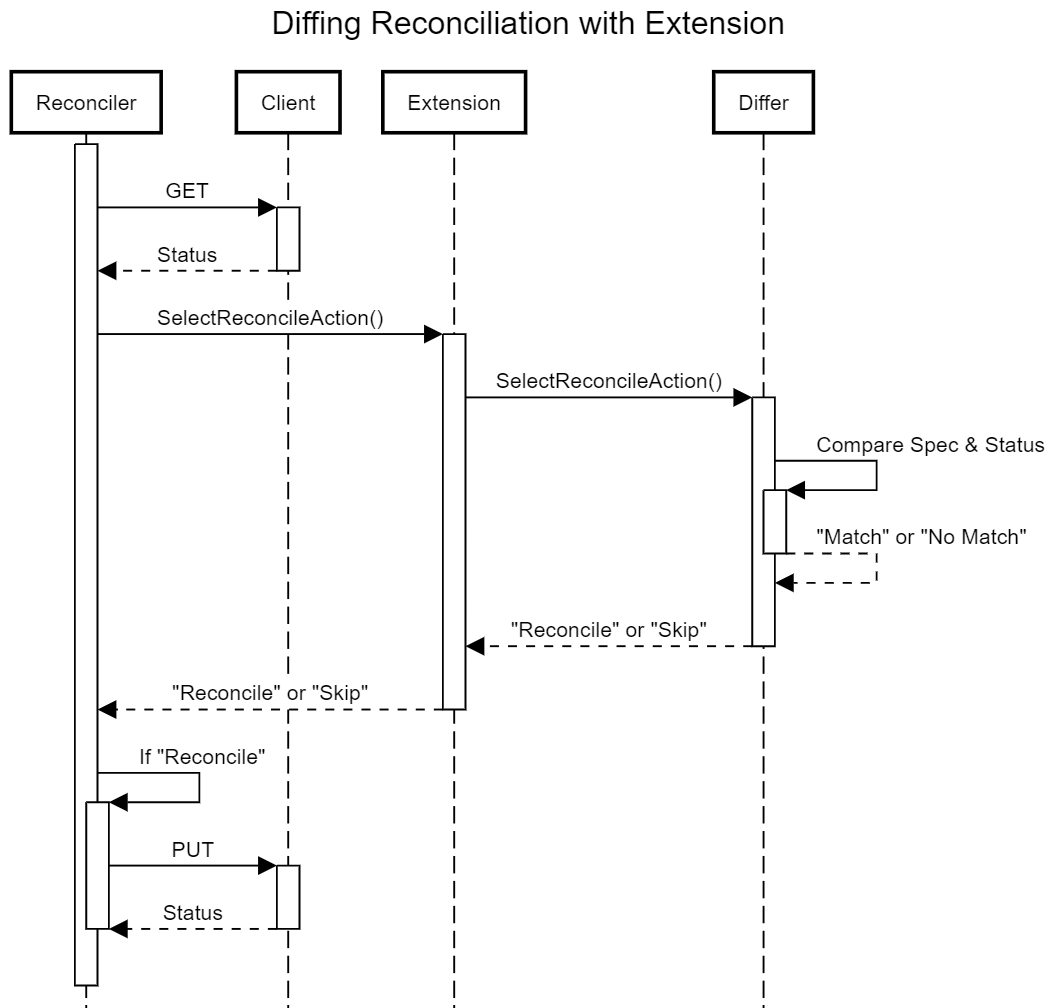 Diffing Reconciliation with Extension
Reconciler
Client
Extension
Differ
GET
Status
SelectReconcileAction()
SelectReconcileAction()
Compare Spec & Status
"Match" or "No Match"
"Reconcile" or "Skip"
"Reconcile" or "Skip"
If "Reconcile"
PUT
Status